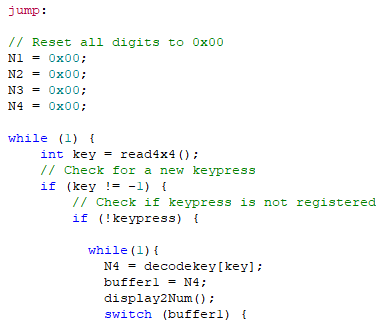 jump:
// Reset all digits to 0x00
N1 = 0x00;
N2 = 0x00;
N3 = 0x00;
N4 = 0x00;
while (1) {
int key = read4x4();
// Check for a new keypress
if (key != -1) {
// Check if keypress is not registered
if (!keypress) {
while(1){
N4 = decodekey[key];
buffer1 = N4;
display2Num();
switch (buffer1) {